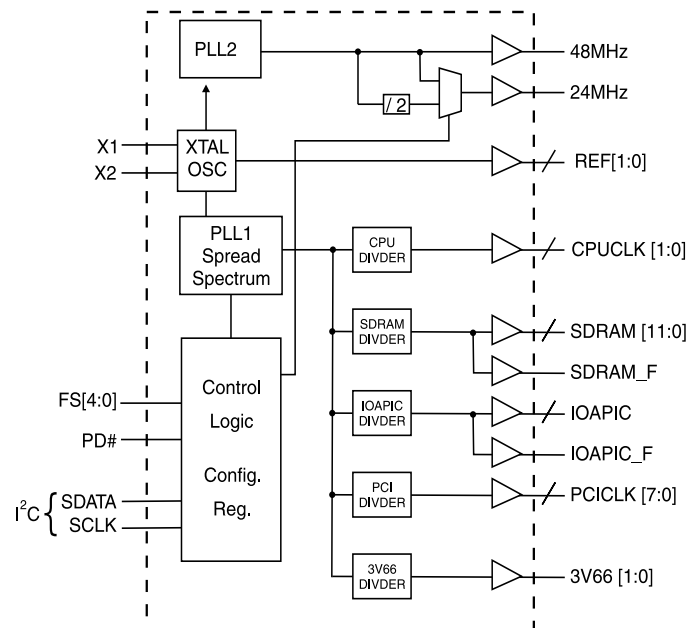 PLL2
48MHz
/ 2
24MHz
X1
X2
XTAL
OSC
REF[1:0]
PLL1
Spread
Spectrum
CPU
DIVDER
CPUCLK [1:0]
SDRAM
DIVDER
SDRAM [11:0]
SDRAM_F
Control
Logic
Config.
Reg.
FS[4:0]
PD#
I²C { SDATA
SCLK
IOAPIC
DIVDER
IOAPIC
IOAPIC_F
PCI
DIVDER
PCICLK [7:0]
3V66
DIVDER
3V66 [1:0]